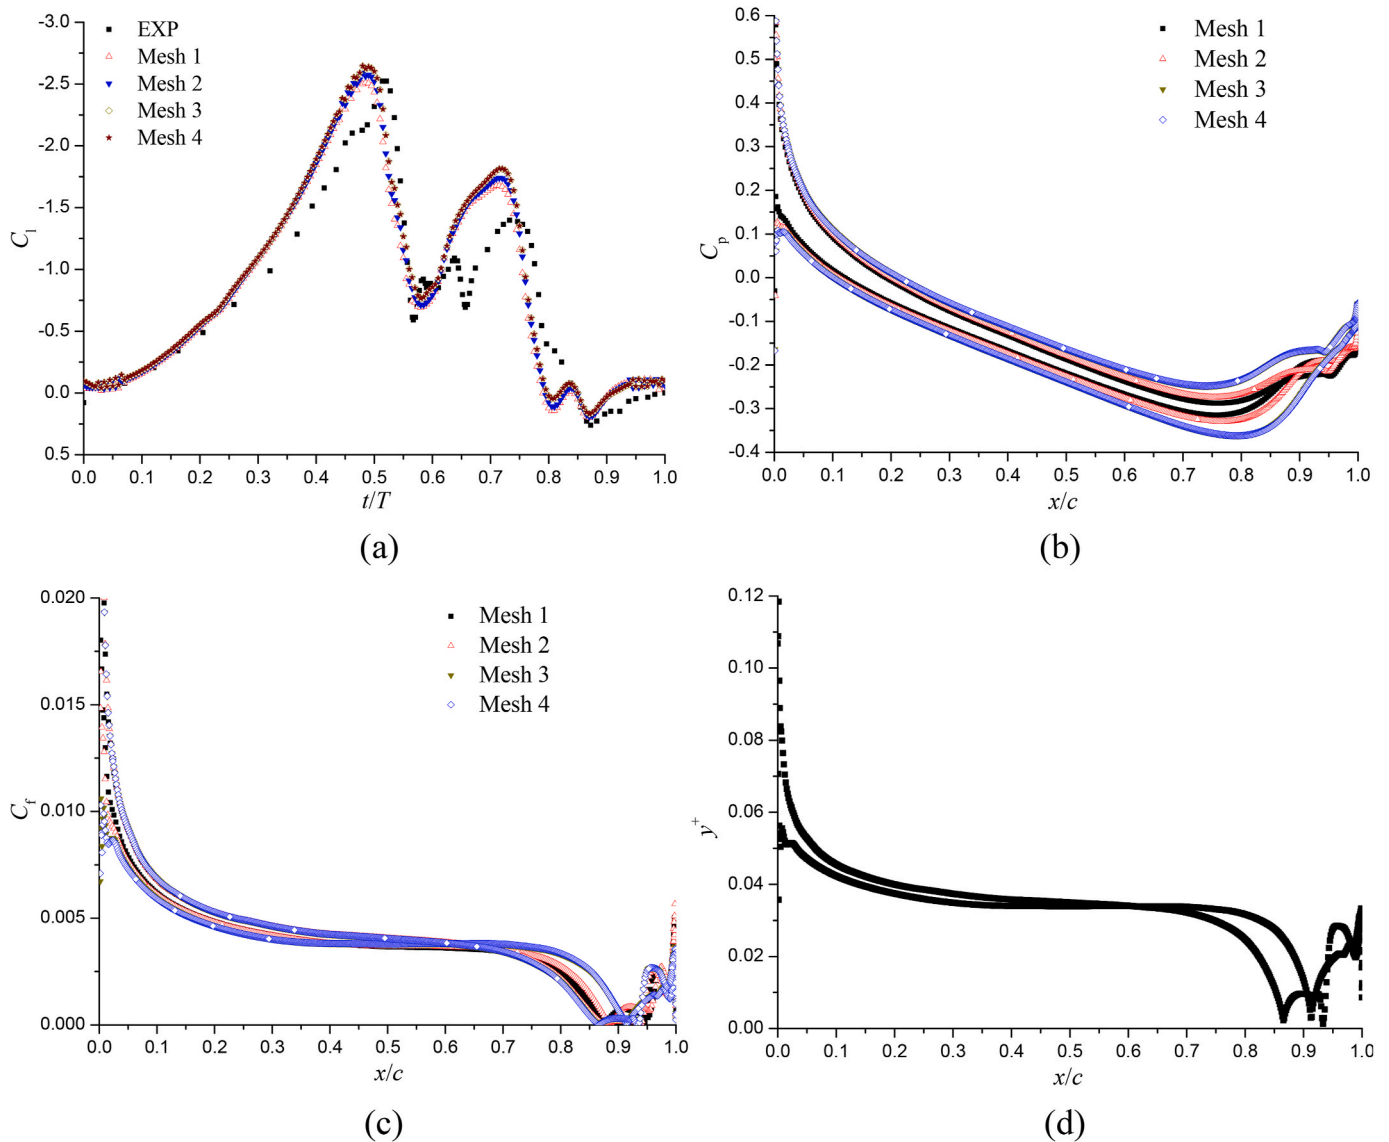 -3.0
-2.5
-2.0
-1.5
-1.0
-0.5
0.0
0.5
C_l
EXP
Mesh 1
Mesh 2
Mesh 3
Mesh 4
0.0 0.1 0.2 0.3 0.4 0.5 0.6 0.7 0.8 0.9 1.0
t/T
(a)
0.6
0.5
0.4
0.6
0.2
0.1
0.0
-0.1
-0.2
-0.3
-0.4
C_p
Mesh 1
Mesh 2
Mesh 3
Mesh 4
0.0 0.1 0.2 0.3 0.4 0.5 0.6 0.7 0.8 0.9 1.0
x/c
(b)
0.020
0.015
0.010
0.005
0.000
C_f
Mesh 1
Mesh 2
Mesh 3
Mesh 4
0.0 0.1 0.2 0.3 0.4 0.5 0.6 0.7 0.8 0.9 1.0
x/c
(c)
0.12
0.10
0.08
0.06
0.04
0.02
0.00
y^+
0.0 0.1 0.2 0.3 0.4 0.5 0.6 0.7 0.8 0.9 1.0
x/c
(d)